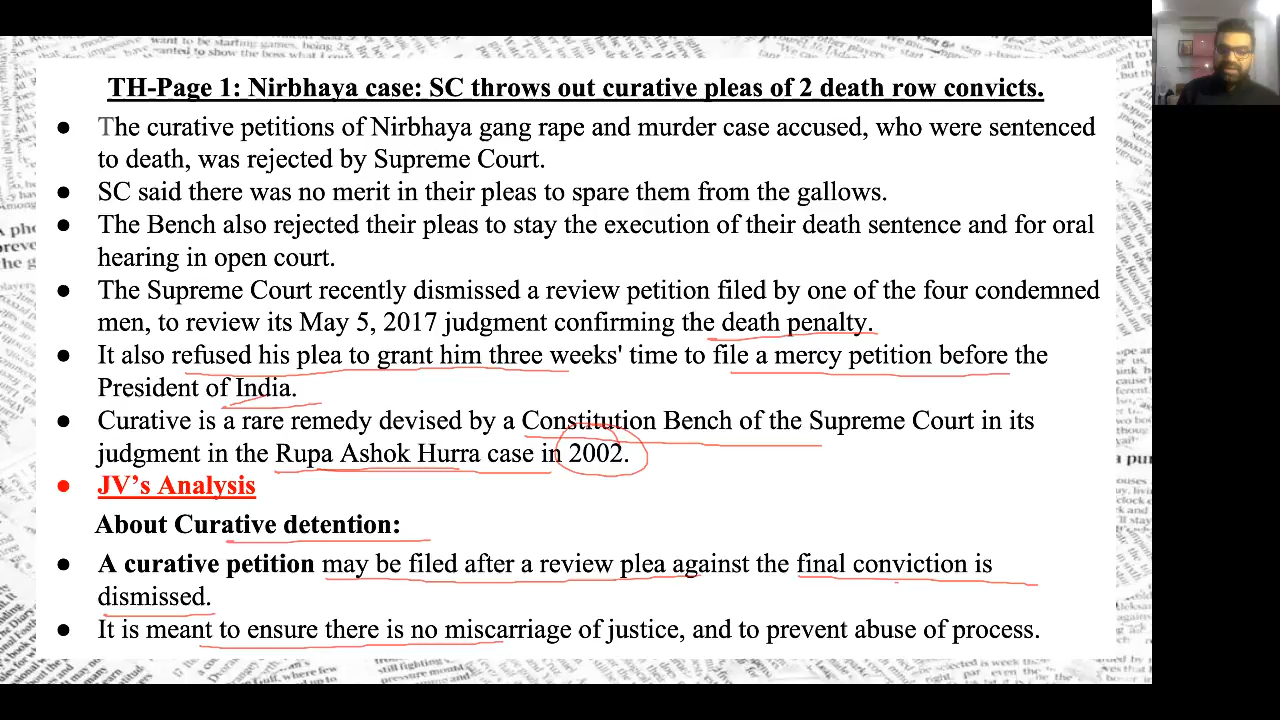 TH-Page 1: Nirbhaya case: SC throws out curative pleas of 2 death row convicts.
● The curative petitions of Nirbhaya gang rape and murder case accused, who were sentenced
to death, was rejected by Supreme Court.
● SC said there was no merit in their pleas to spare them from the gallows.
● The Bench also rejected their pleas to stay the execution of their death sentence and for oral
hearing in open court.
● The Supreme Court recently dismissed a review petition filed by one of the four condemned
men, to review its May 5, 2017 judgment confirming the death penalty.
● It also refused his plea to grant him three weeks' time to file a mercy petition before the
President of India.
● Curative is a rare remedy devised by a Constitution Bench of the Supreme Court in its
judgment in the Rupa Ashok Hurra case in 2002.
● JV’s Analysis
About Curative detention:
● A curative petition may be filed after a review plea against the final conviction is
dismissed.
● It is meant to ensure there is no miscarriage of justice, and to prevent abuse of process.